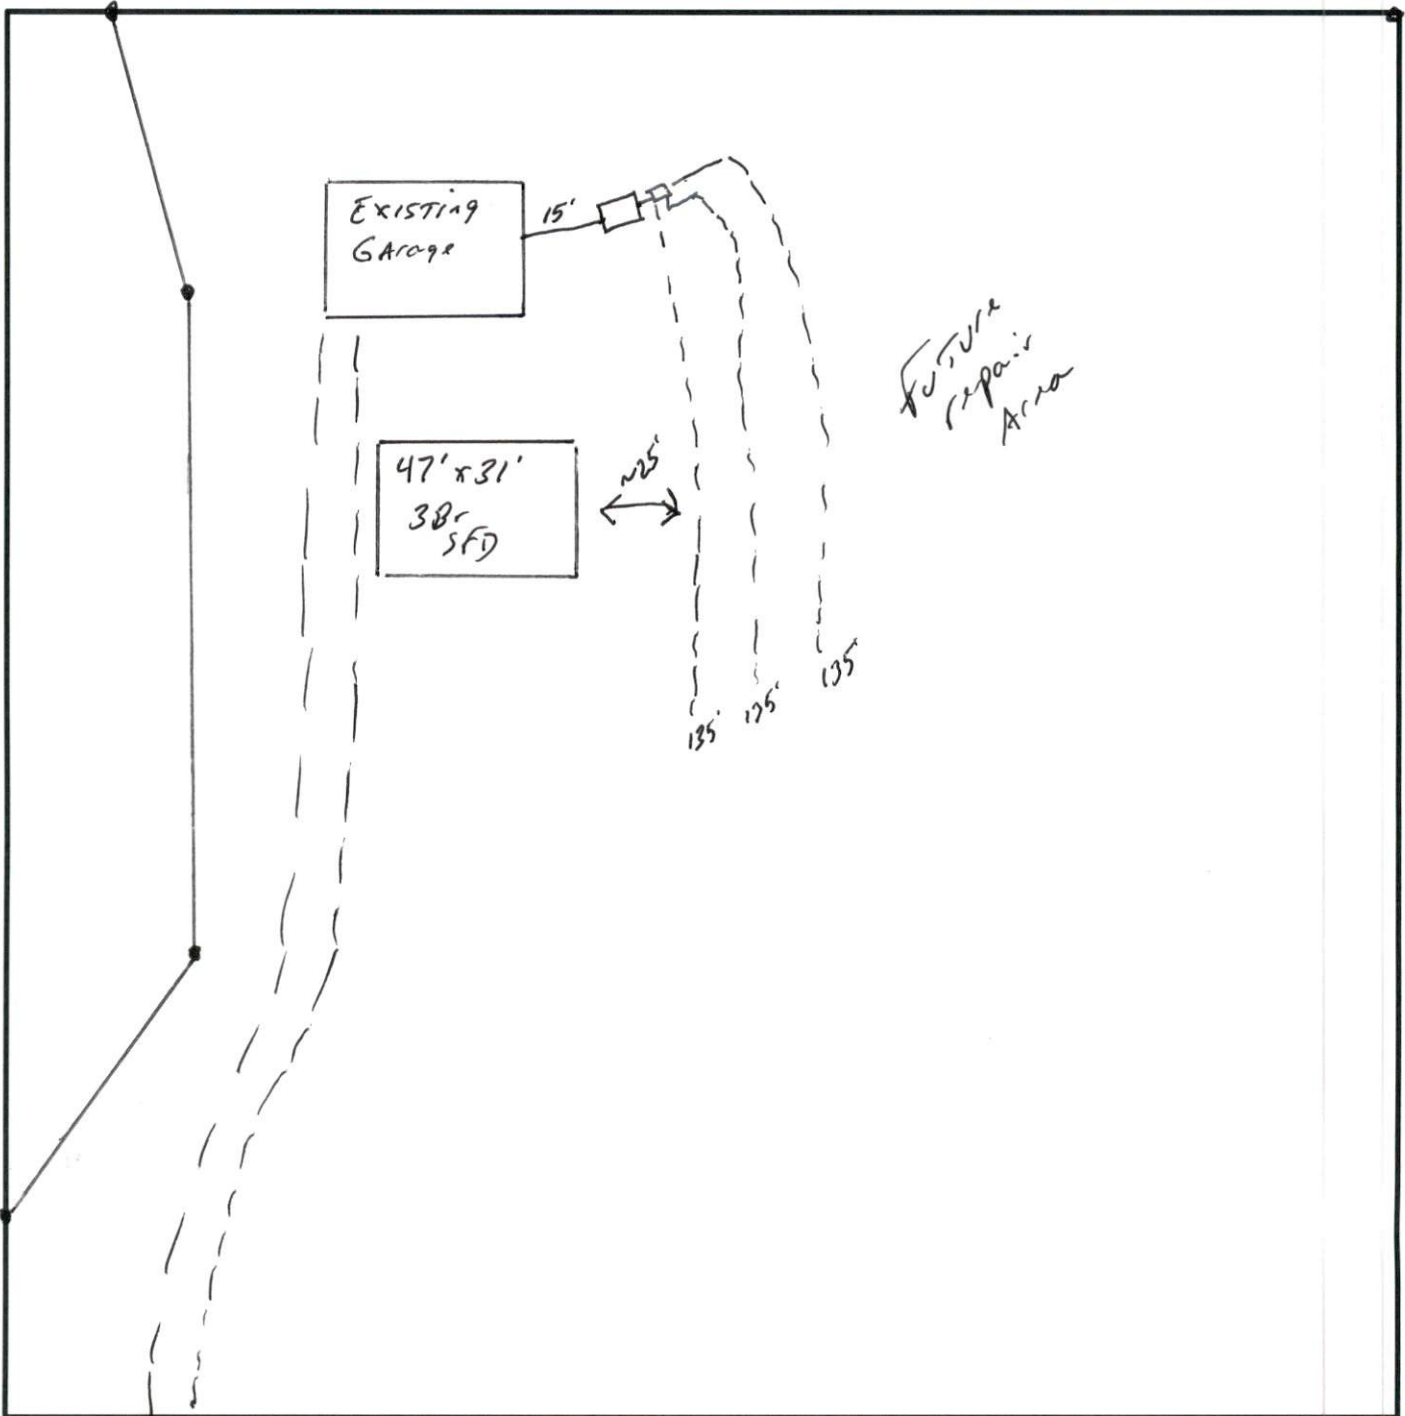 Existing
Garage
15'
Future
repair
Area
47' x 31'
3Br
SFD
~25'
135'
135'
135'